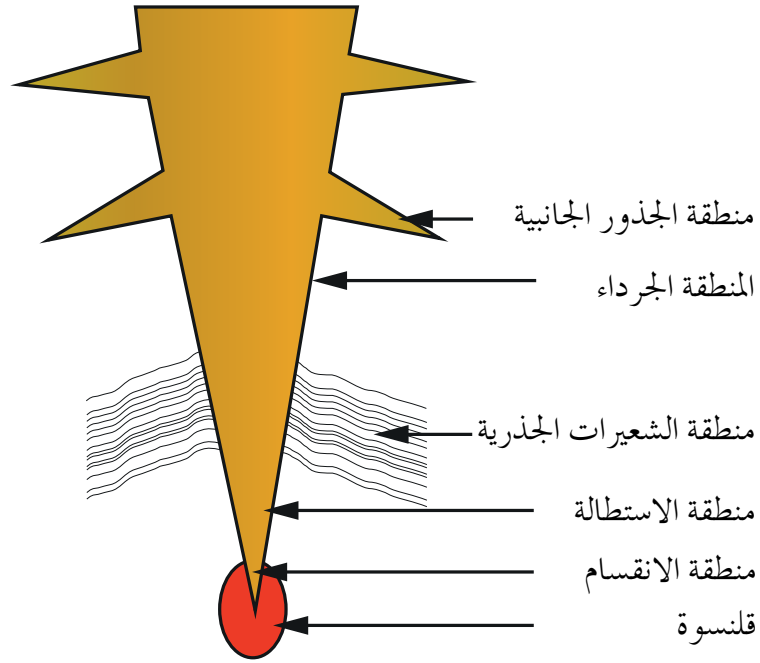 منطقة الجذور الجانبية
المنطقة الجرداء
منطقة الشعيرات الجذرية
منطقة الاستطالة
منطقة الانقسام
قلنسوة